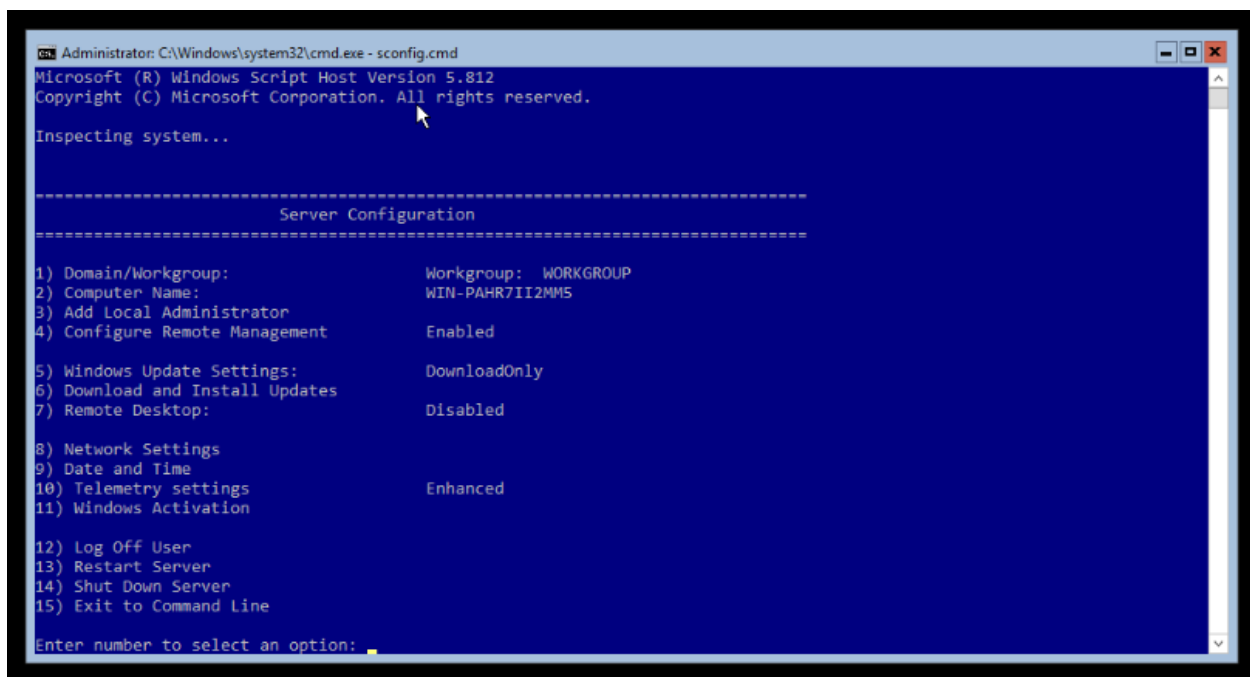 Administrator: C:\Windows\system32\cmd.exe - sconfig.cmd
Microsoft (R) Windows Script Host Version 5.812
Copyright (C) Microsoft Corporation. All rights reserved.
Inspecting system...
===============================================================================
Server Configuration
===============================================================================
1) Domain/Workgroup: Workgroup: WORKGROUP
2) Computer Name: WIN-PAHR7II2MM5
3) Add Local Administrator
4) Configure Remote Management Enabled
5) Windows Update Settings: DownloadOnly
6) Download and Install Updates
7) Remote Desktop: Disabled
8) Network Settings
9) Date and Time
10) Telemetry settings Enhanced
11) Windows Activation
12) Log Off User
13) Restart Server
14) Shut Down Server
15) Exit to Command Line
Enter number to select an option: